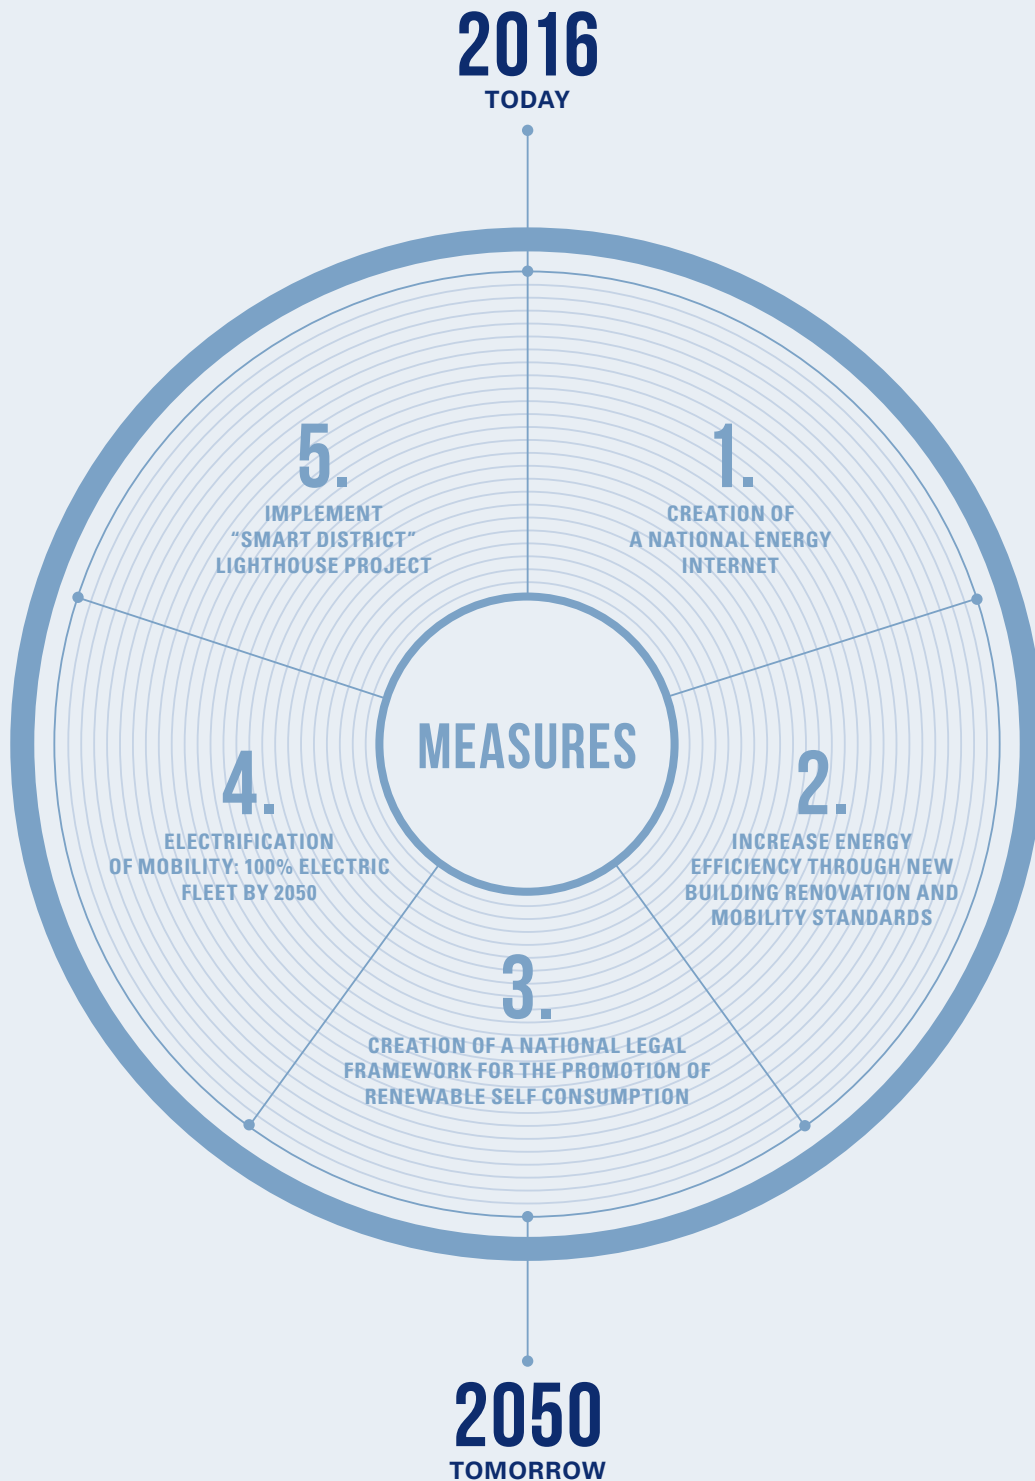 2016
TODAY
5.
IMPLEMENT
“SMART DISTRICT”
LIGHTHOUSE PROJECT
1.
CREATION OF
A NATIONAL ENERGY
INTERNET
MEASURES
4.
ELECTRIFICATION
OF MOBILITY: 100% ELECTRIC
FLEET BY 2050
2.
INCREASE ENERGY
EFFICIENCY THROUGH NEW
BUILDING RENOVATION AND
MOBILITY STANDARDS
3.
CREATION OF A NATIONAL LEGAL
FRAMEWORK FOR THE PROMOTION OF
RENEWABLE SELF CONSUMPTION
2050
TOMORROW